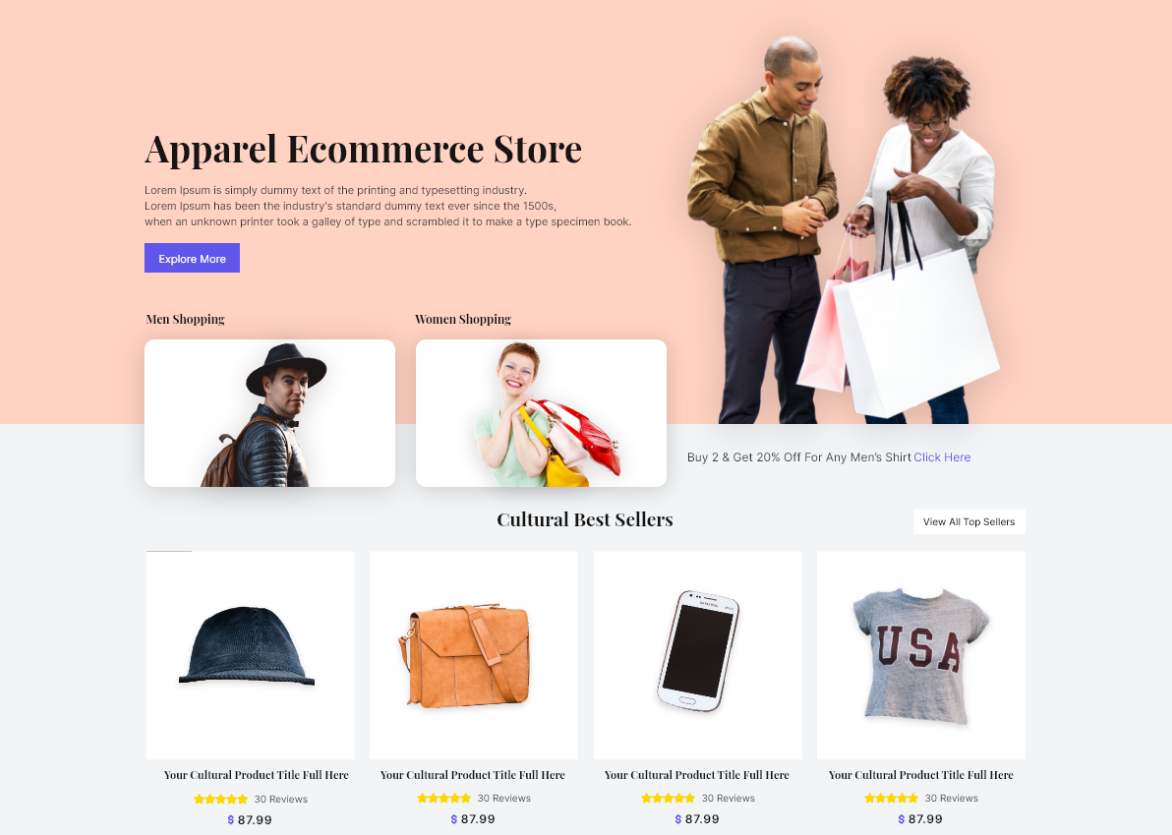 Apparel Ecommerce Store
Lorem Ipsum is simply dummy text of the printing and typesetting industry.
Lorem Ipsum has been the industry's standard dummy text ever since the 1500s,
when an unknown printer took a galley of type and scrambled it to make a type specimen book.
Explore More
Men Shopping
Women Shopping
Buy 2 & Get 20% Off For Any Men's Shirt Click Here
Cultural Best Sellers
View All Top Sellers
SAMSUNG
USA
Your Cultural Product Title Full Here
30 Reviews
$ 87.99
Your Cultural Product Title Full Here
30 Reviews
$ 87.99
Your Cultural Product Title Full Here
30 Reviews
$ 87.99
Your Cultural Product Title Full Here
30 Reviews
$ 87.99